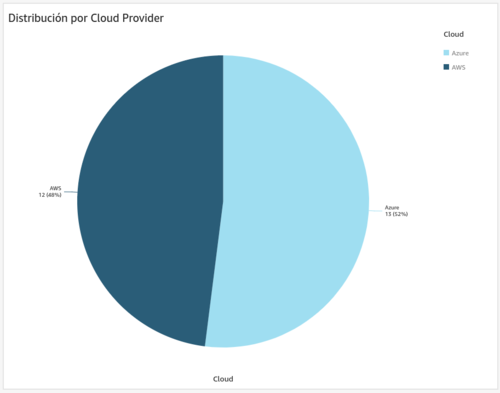 Distribución por Cloud Provider
Cloud
Azure
AWS
AWS
12 (48%)
Azure
13 (52%)
Cloud